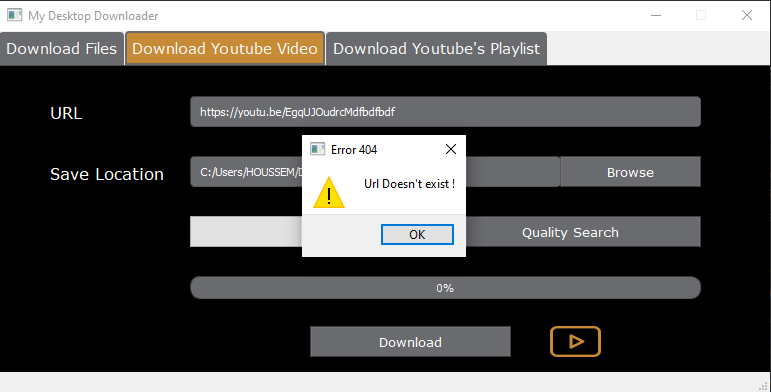 My Desktop Downloader
Download Files
Download Youtube Video
Download Youtube's Playlist
URL
https://youtu.be/EgqUJOudrcMdfbdfbdf
Error 404
Save Location
C:/Users/HOUSSEM/
Browse
Url Doesn't exist !
OK
Quality Search
0%
Download